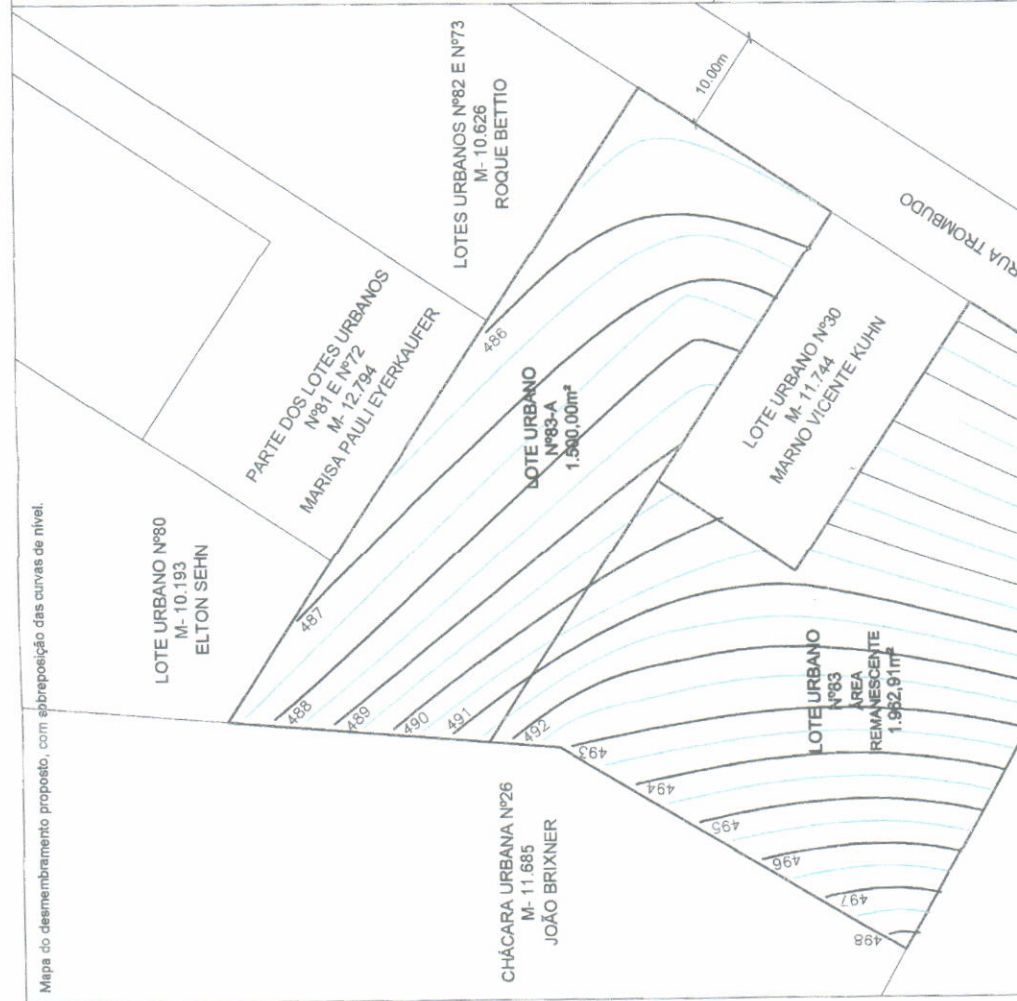 Mapa do desmembramento proposto, com sobreposição das curvas de nível.
LOTE URBANO Nº80
M- 10.193
ELTON SEHN
PARTE DOS LOTES URBANOS
Nº81 E Nº72
M- 12.794
MARISA PAULI EYERKAUFER
LOTES URBANOS Nº82 E Nº73
M- 10.626
ROQUE BETTIO
10.00m
RUA TROMBUDO
LOTE URBANO
Nº83-A
1.500,00m²
LOTE URBANO Nº30
M- 11.744
MARNO VICENTE KUHN
CHÁCARA URBANA Nº26
M- 11.685
JOÃO BRIXNER
LOTE URBANO
Nº83
ÁREA
REMANESCENTE
1.962,91m²
486
487
488
489
490
491
492
493
494
495
496
497
498